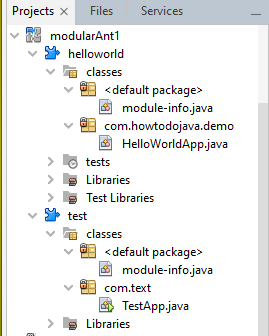 Projects × Files Services
modularAnt1
helloworld
classes
<default package>
module-info.java
com.howtodojava.demo
HelloWorldApp.java
tests
Libraries
Test Libraries
test
classes
<default package>
module-info.java
com.text
TestApp.java
Libraries